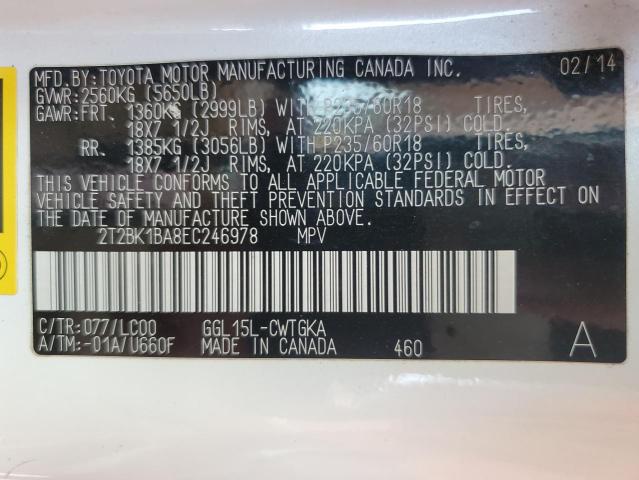 MFD.BY:TOYOTA MOTOR MANUFACTURING CANADA INC. 02/14
GVWR:2560KG (5650LB)
GAWR:FRT. 1360KG (2999LB) WITH P235/60R18 TIRES,
18X7 1/2J RIMS, AT 220KPA (32PSI) COLD.
RR. 1385KG (3056LB) WITH P235/60R18 TIRES,
18X7 1/2J RIMS, AT 220KPA (32PSI) COLD.
THIS VEHICLE CONFORMS TO ALL APPLICABLE FEDERAL MOTOR
VEHICLE SAFETY AND THEFT PREVENTION STANDARDS IN EFFECT ON
THE DATE OF MANUFACTURE SHOWN ABOVE.
2T2BK1BA8EC246978 MPV
C/TR:077/LC00 GGL15L-CWTGKA
A/TM:-01A/U660F MADE IN CANADA 460 A